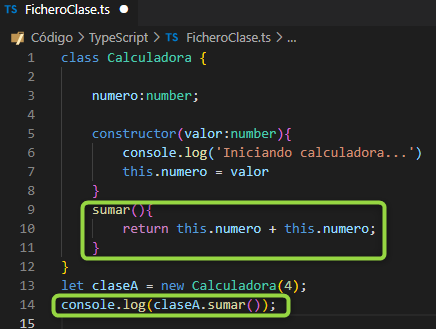 TS FicheroClase.ts ●
Código > TypeScript > TS FicheroClase.ts > ...
1 class Calculadora {
2
3 numero:number;
4
5 constructor(valor:number){
6 console.log('Iniciando calculadora...')
7 this.numero = valor
8 }
9 sumar(){
10 return this.numero + this.numero;
11 }
12 }
13 let claseA = new Calculadora(4);
14 console.log(claseA.sumar());
15